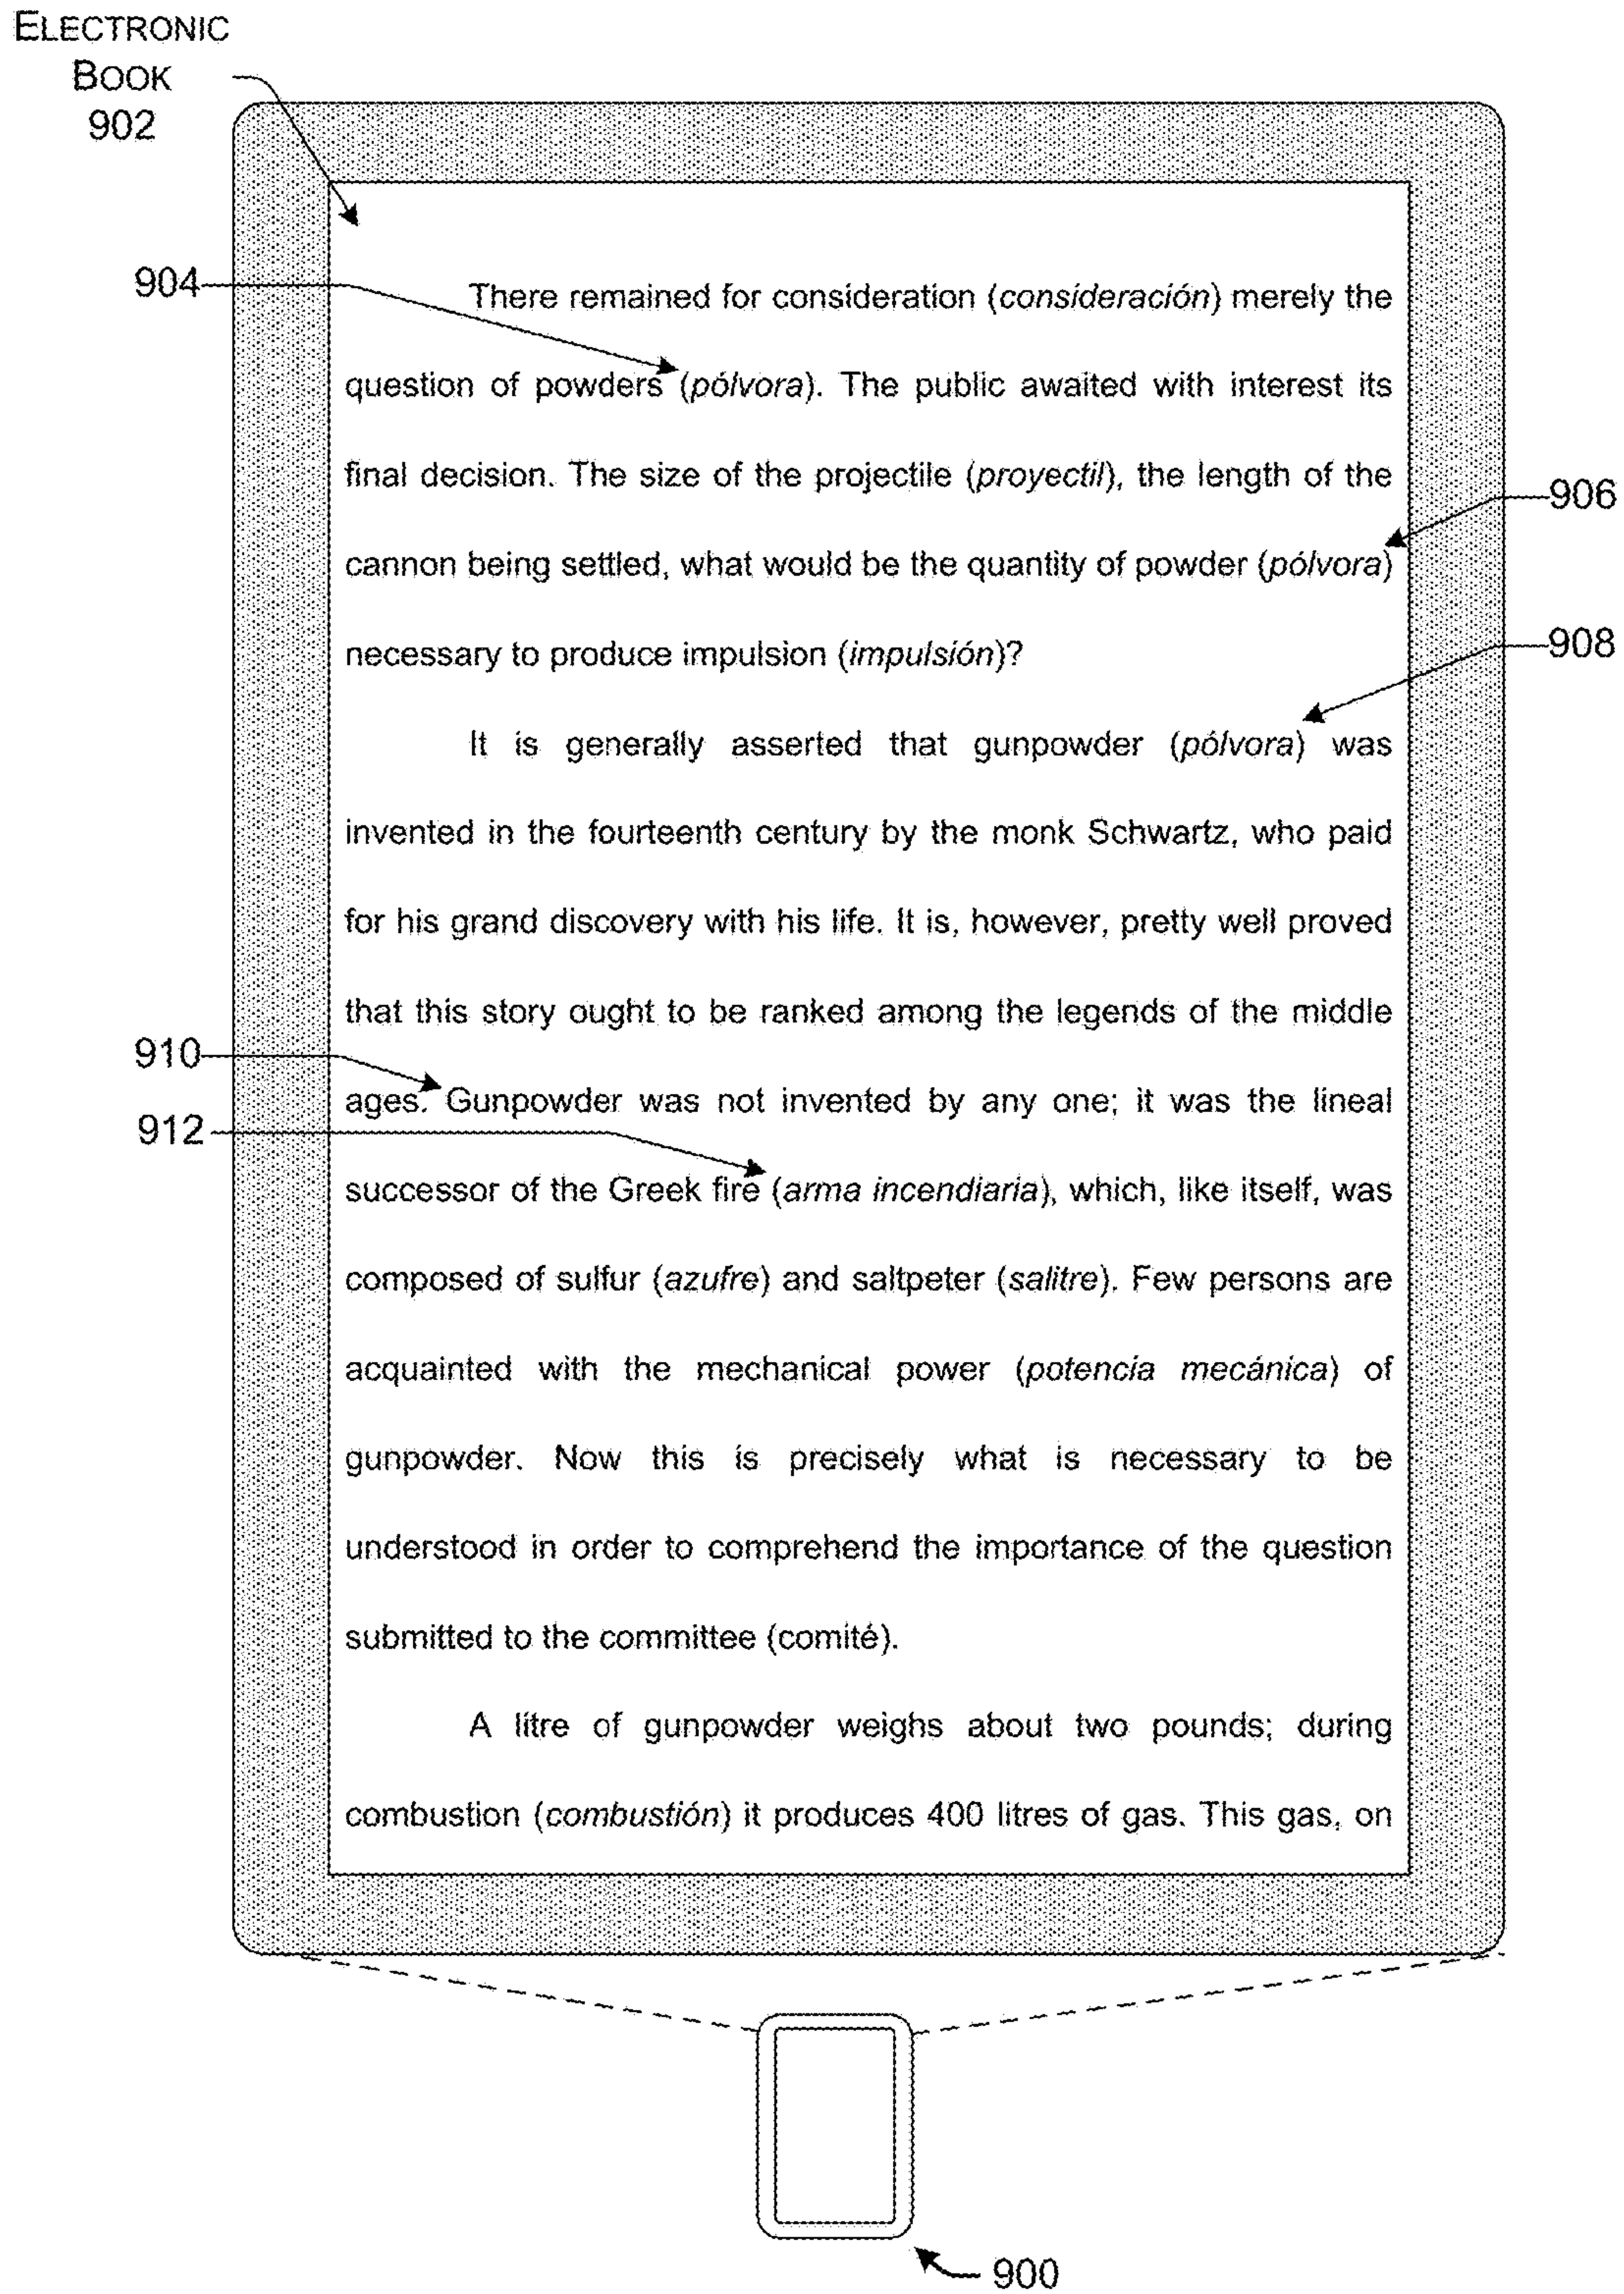 ELECTRONIC
BOOK
902
904
There remained for consideration (consideración) merely the
question of powders (pólvora). The public awaited with interest its
final decision. The size of the projectile (proyectil), the length of the
906
cannon being settled, what would be the quantity of powder (pólvora)
necessary to produce impulsion (impulsión)?
908
It is generally asserted that gunpowder (pólvora) was
invented in the fourteenth century by the monk Schwartz, who paid
for his grand discovery with his life. It is, however, pretty well proved
that this story ought to be ranked among the legends of the middle
910
ages. Gunpowder was not invented by any one; it was the lineal
912
successor of the Greek fire (arma incendiaria), which, like itself, was
composed of sulfur (azufre) and saltpeter (salitre). Few persons are
acquainted with the mechanical power (potencia mecánica) of
gunpowder. Now this is precisely what is necessary to be
understood in order to comprehend the importance of the question
submitted to the committee (comité).
A litre of gunpowder weighs about two pounds; during
combustion (combustión) it produces 400 litres of gas. This gas, on
900